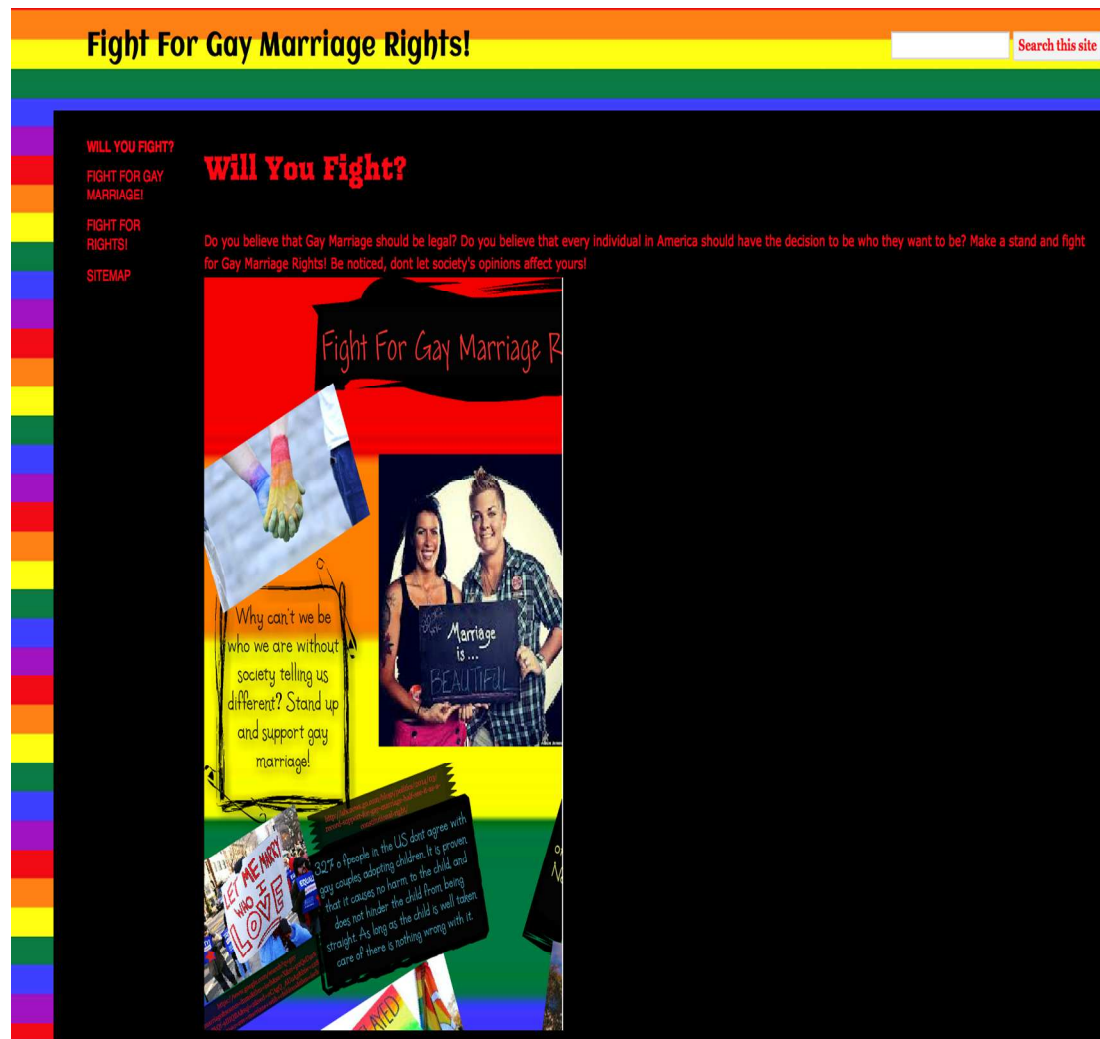 Fight For Gay Marriage Rights!
Search this site
WILL YOU FIGHT?
FIGHT FOR GAY
MARRIAGE!
FIGHT FOR
RIGHTS!
SITEMAP
Will You Fight?
Do you believe that Gay Marriage should be legal? Do you believe that every individual in America should have the decision to be who they want to be? Make a stand and fight
for Gay Marriage Rights! Be noticed, dont let society's opinions affect yours!
Fight For Gay Marriage R
Marriage
is...
BEAUTIFUL
Why can't we be
who we are without
society telling us
different? Stand up
and support gay
marriage!
32% o fpeople in the US dont agree with
gay couples adopting children. It is proven
that it causes no harm to the child, and
does not hinder the child from being
straight. As long as the child is well taken
care of there is nothing wrong with it.
LET ME MARRY
WHO I
LOVE